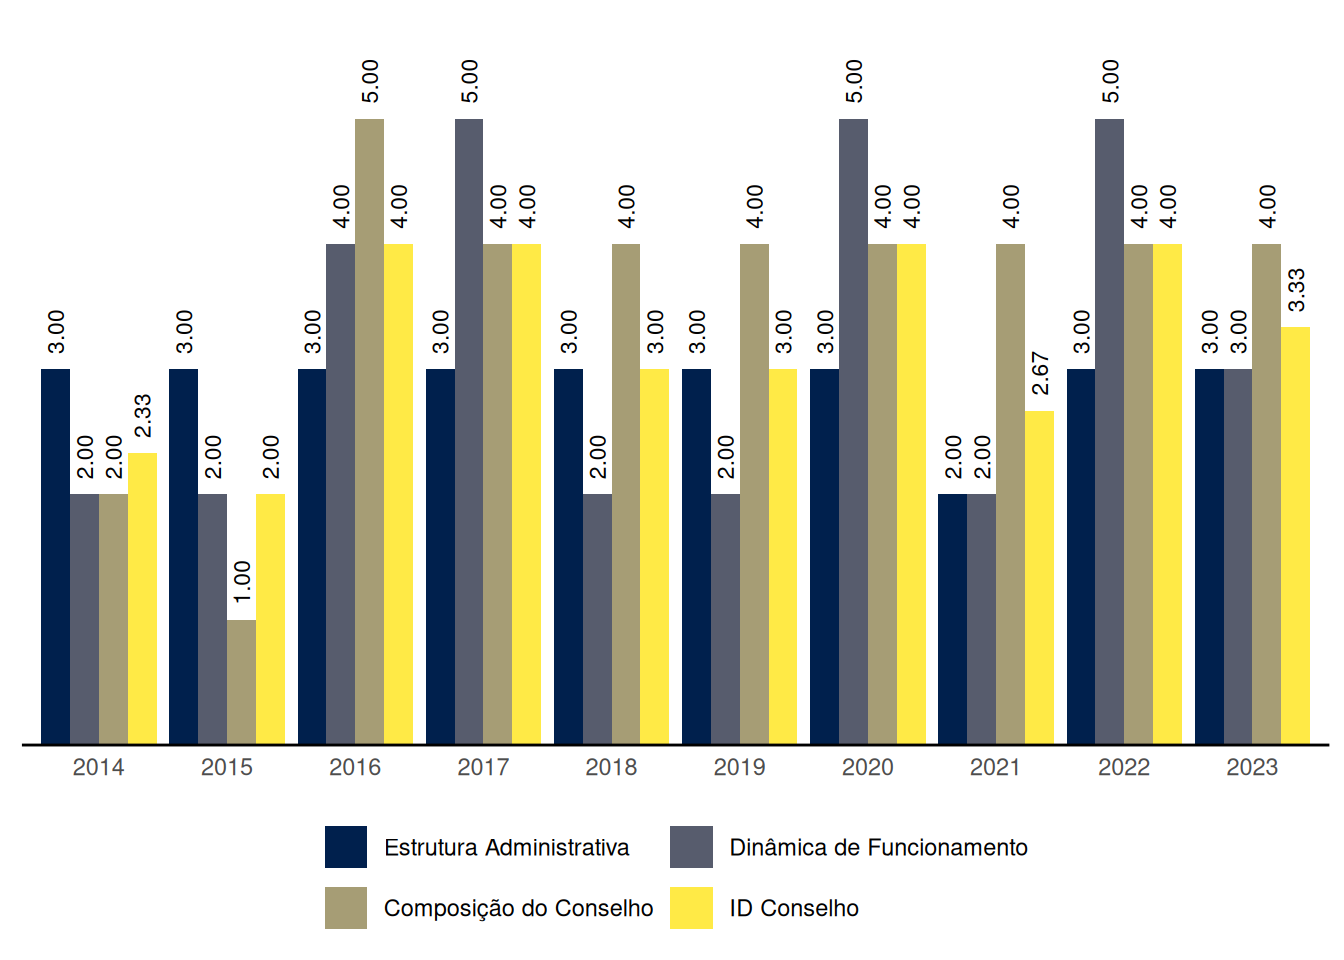 5.00 5.00 5.00 5.00
4.00 4.00 4.00 4.00 4.00 4.00 4.00 4.00 4.00 4.00 4.00 4.00
3.33
3.00 3.00 3.00 3.00 3.00 3.00 3.00 3.00 3.00 3.00 3.00
2.67
2.33
2.00 2.00 2.00 2.00 2.00 2.00 2.00 2.00
1.00
2014 2015 2016 2017 2018 2019 2020 2021 2022 2023
Estrutura Administrativa Dinâmica de Funcionamento
Composição do Conselho ID Conselho